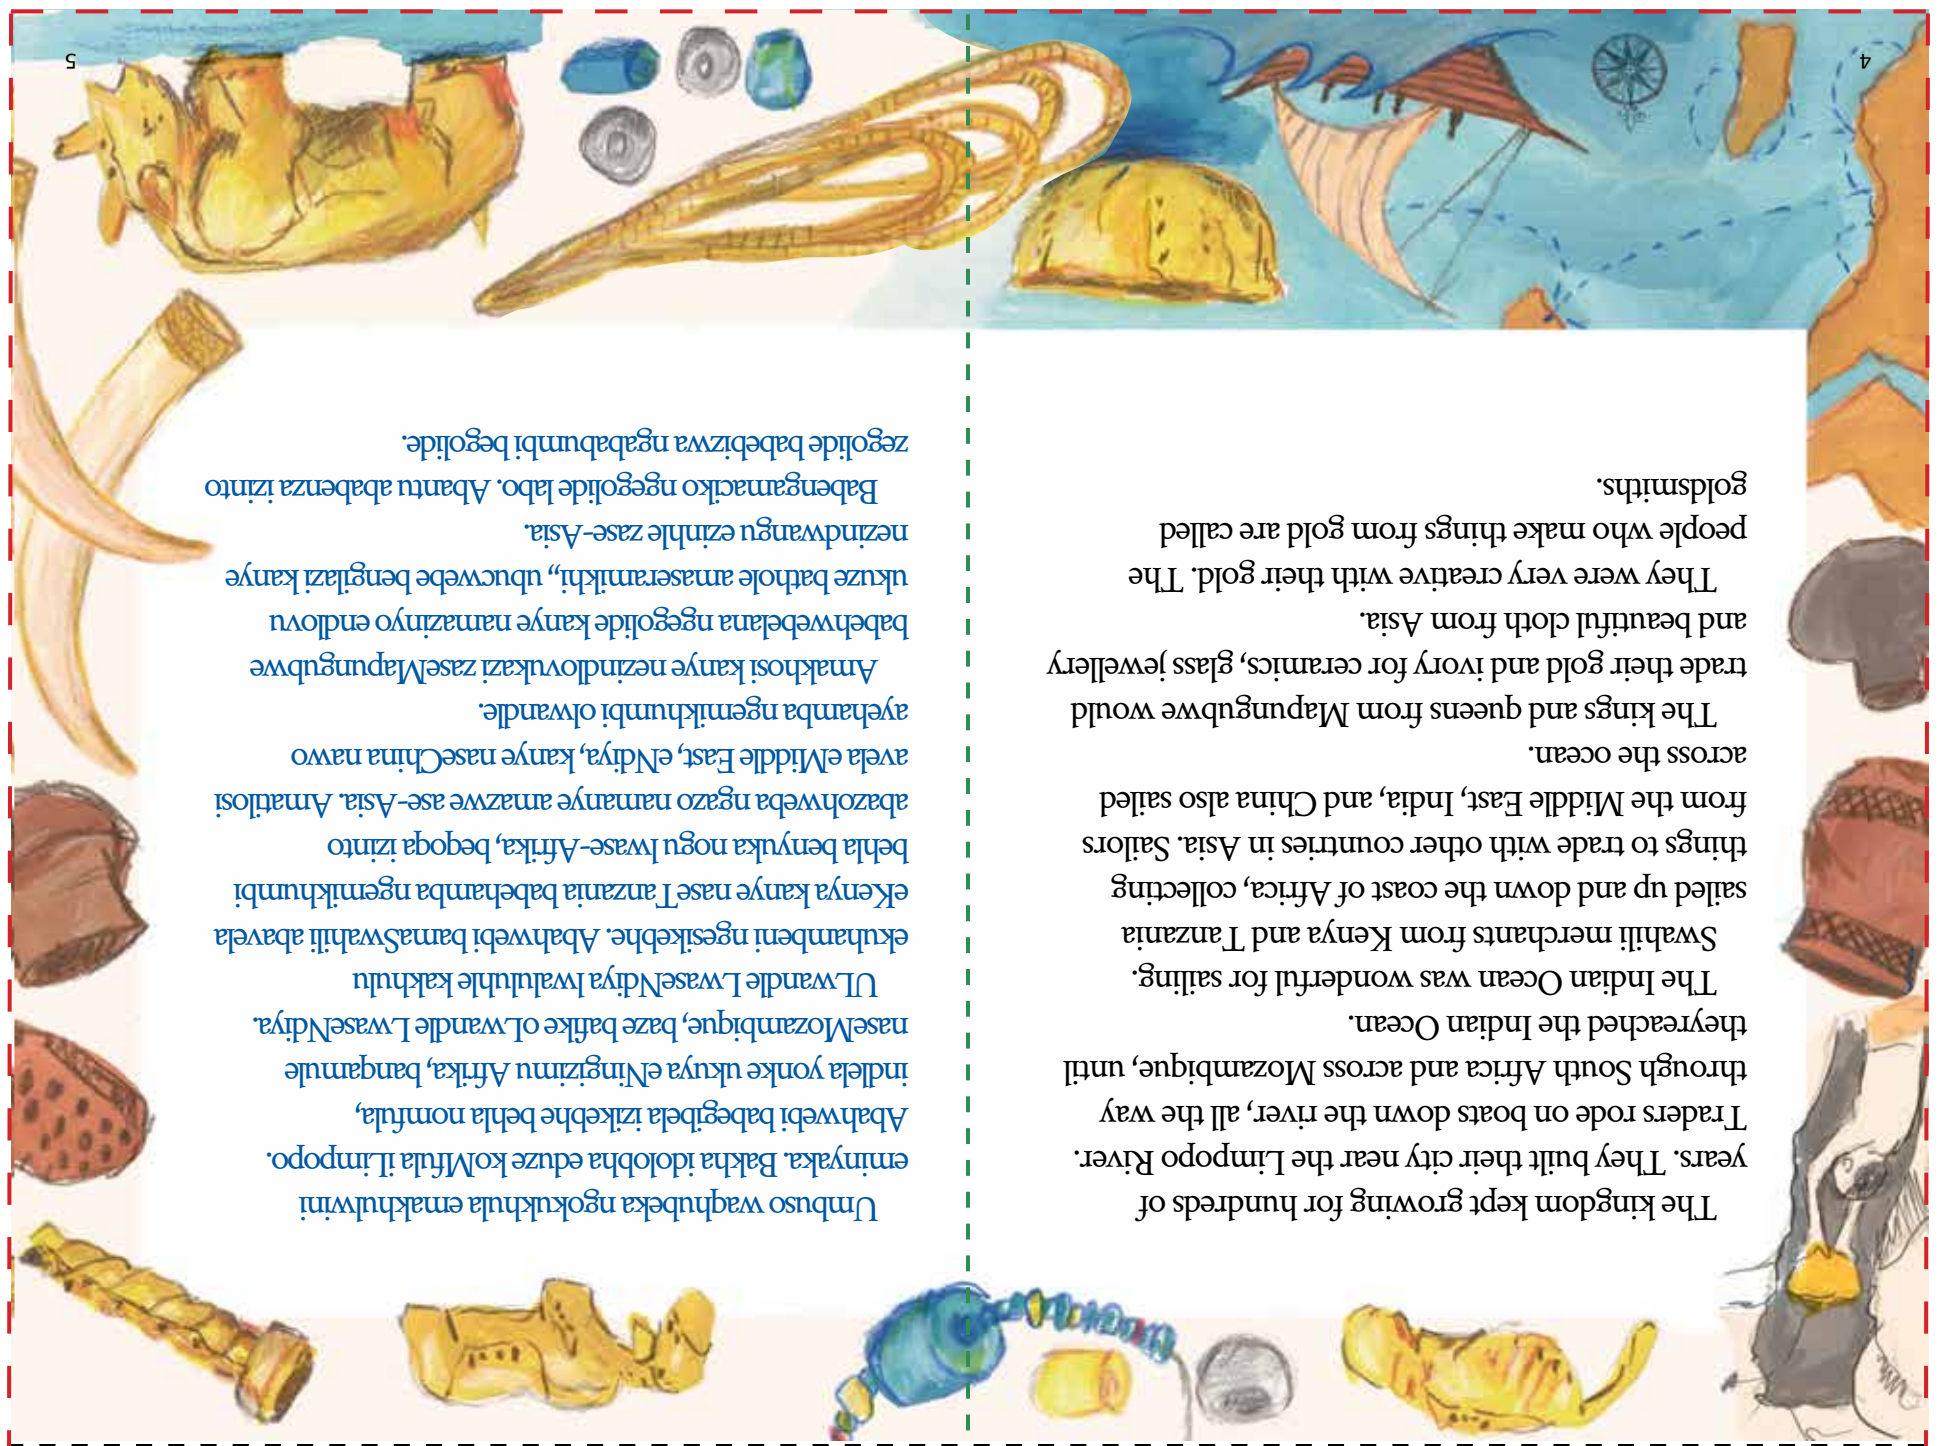 The kingdom kept growing for hundreds of
years. They built their city near the Limpopo River.
Traders rode on boats down the river, all the way
through South Africa and across Mozambique, until
theyreached the Indian Ocean.
The Indian Ocean was wonderful for sailing.
Swahili merchants from Kenya and Tanzania
sailed up and down the coast of Africa, collecting
things to trade with other countries in Asia. Sailors
from the Middle East, India, and China also sailed
across the ocean.
The kings and queens from Mapungubwe would
trade their gold and ivory for ceramics, glass jewellery
and beautiful cloth from Asia.
They were very creative with their gold. The
people who make things from gold are called
goldsmiths.
4
Umbuso waqhubeka ngokukhula emakhulwini
eminyaka. Bakha idolobha eduze koMfula iLimpopo.
Abahwebi babegibela izikebhe behla nomfula,
indlela yonke ukuya eNingizimu Afrika, banqamule
naseMozambique, baze bafike oLwandle LwaseNdiya.
ULwandle LwaseNdiya lwaluluhle kakhulu
ekuhambeni ngesikebhe. Abahwebi bamaSwahili abavela
eKenya kanye naseTanzania babehamba ngemikhumbi
behla benyuka nogu lwase-Afrika, beqoqa izinto
abazohweba ngazo namanye amazwe ase-Asia. Amatilosi
avela eMiddle East, eNdiya, kanye naseChina nawo
ayehamba ngemikhumbi olwandle.
Amakhosi kanye nezindlovukazi zaseMapungubwe
babehwebelana ngegolide kanye namazinyo endlovu
ukuze bathole amaseramikhi,, ubucwebe bengilazi kanye
nezindwangu ezinhle zase-Asia.
Babengamaciko ngegolide labo. Abantu ababenza izinto
zegolide babebizwa ngabakhandi begolide.
5